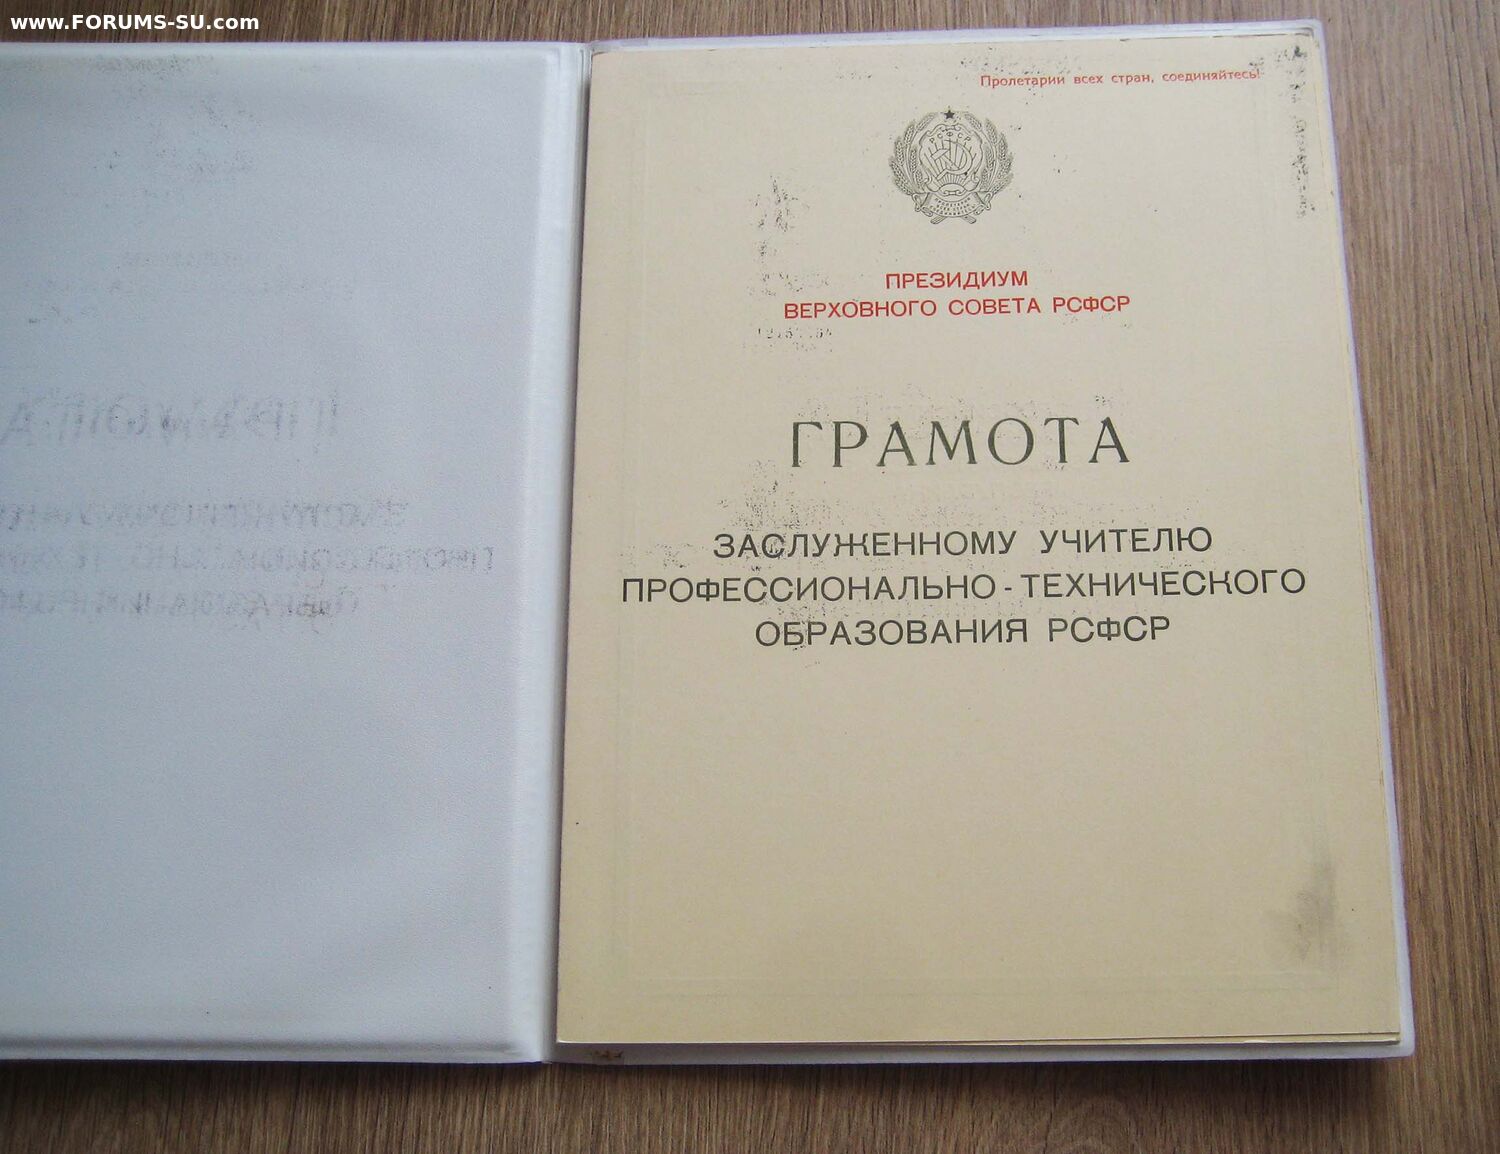 www.FORUMS-SU.com
Пролетарии всех стран, соединяйтесь!
РСФСР
ПРЕЗИДИУМ
ВЕРХОВНОГО СОВЕТА РСФСР
ГРАМОТА
ЗАСЛУЖЕННОМУ УЧИТЕЛЮ
ПРОФЕССИОНАЛЬНО-ТЕХНИЧЕСКОГО
ОБРАЗОВАНИЯ РСФСР